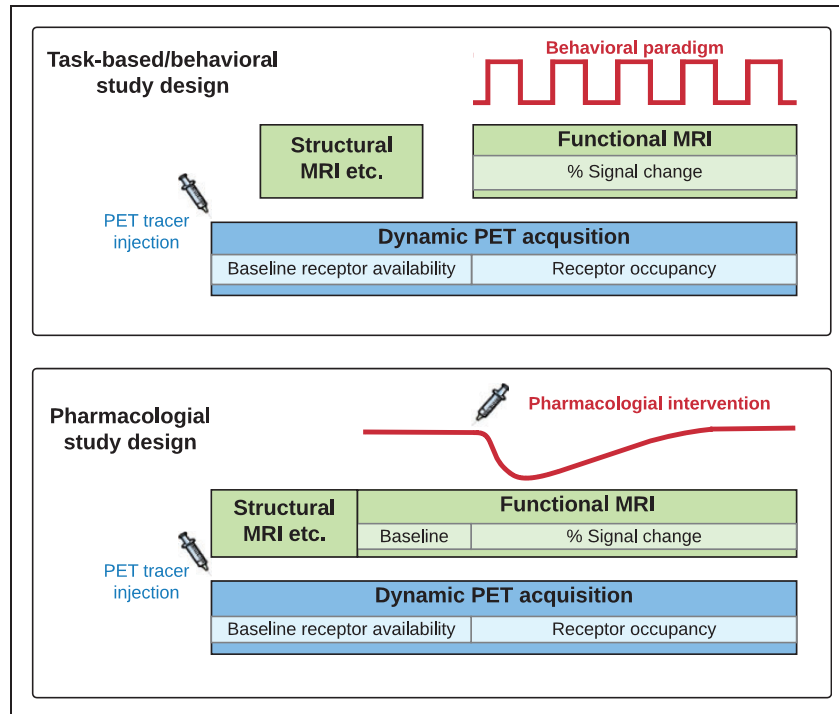 Task-based/behavioral
study design
Behavioral paradigm
Structural
MRI etc.
Functional MRI
% Signal change
PET tracer
injection
Dynamic PET acqusition
Baseline receptor availability
Receptor occupancy
Pharmacologial
study design
Pharmacologial intervention
Structural
MRI etc.
Functional MRI
Baseline
% Signal change
PET tracer
injection
Dynamic PET acquisition
Baseline receptor availability
Receptor occupancy